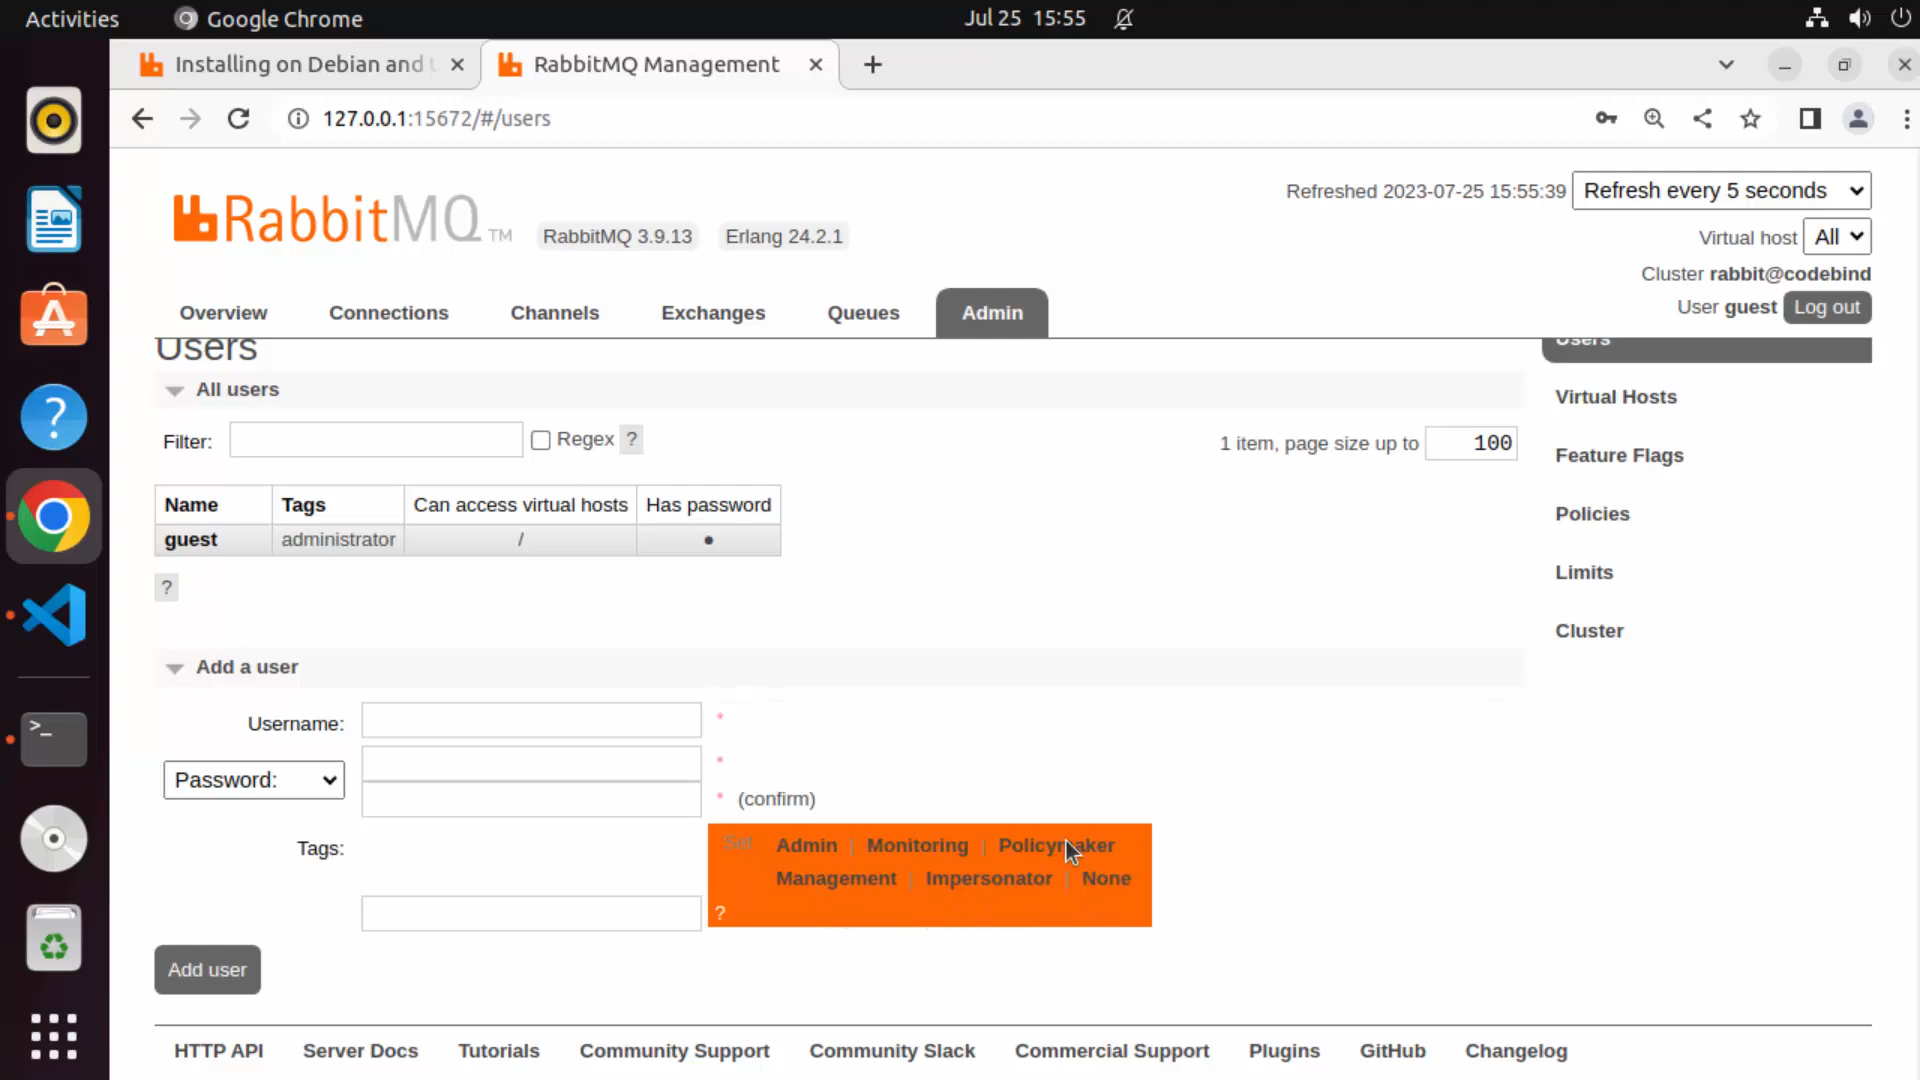 Activities Google Chrome Jul 25 15:55
Installing on Debian and RabbitMQ Management
127.0.0.1:15672/#/users
Refreshed 2023-07-25 15:55:39 Refresh every 5 seconds
RabbitMQ TM RabbitMQ 3.9.13 Erlang 24.2.1
Virtual host All
Cluster rabbit@codebind
User guest Log out
Overview Connections Channels Exchanges Queues Admin
Users
Users
All users
Virtual Hosts
Filter: Regex ? 1 item, page size up to 100
Feature Flags
Name Tags Can access virtual hosts Has password
Policies
guest administrator / ●
Limits
?
Cluster
Add a user
Username: *
Password: *
* (confirm)
Tags: Set Admin | Monitoring | Policymaker
Management | Impersonator | None
?
Add user
HTTP API Server Docs Tutorials Community Support Community Slack Commercial Support Plugins GitHub Changelog